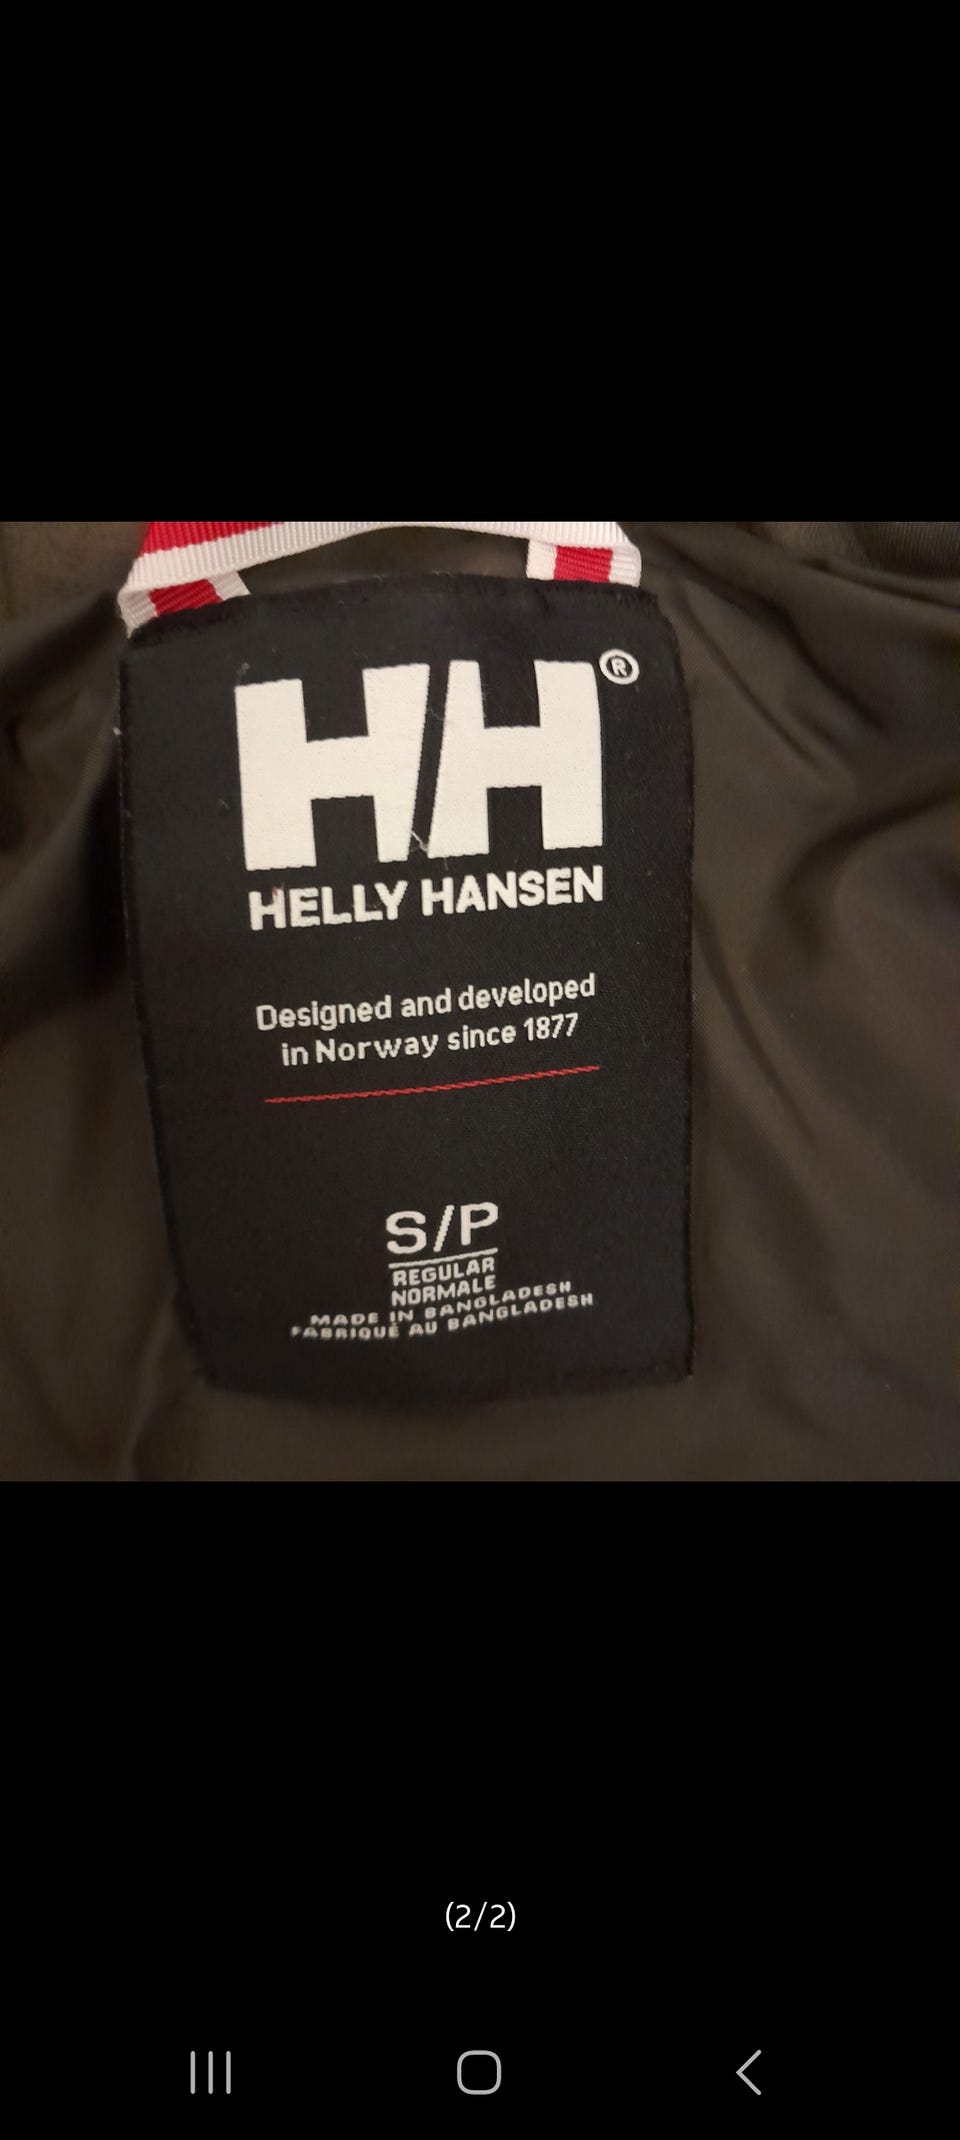 HH®
HELLY HANSEN
Designed and developed
in Norway since 1877
S/P
REGULAR
NORMALE
MADE IN BANGLADESH
FABRIQUÉ AU BANGLADESH
(2/2)